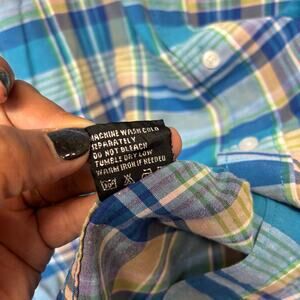 MACHINE WASH COLD
SEPARATELY
DO NOT BLEACH
TUMBLE DRY LOW
WARM IRON IF NEEDED